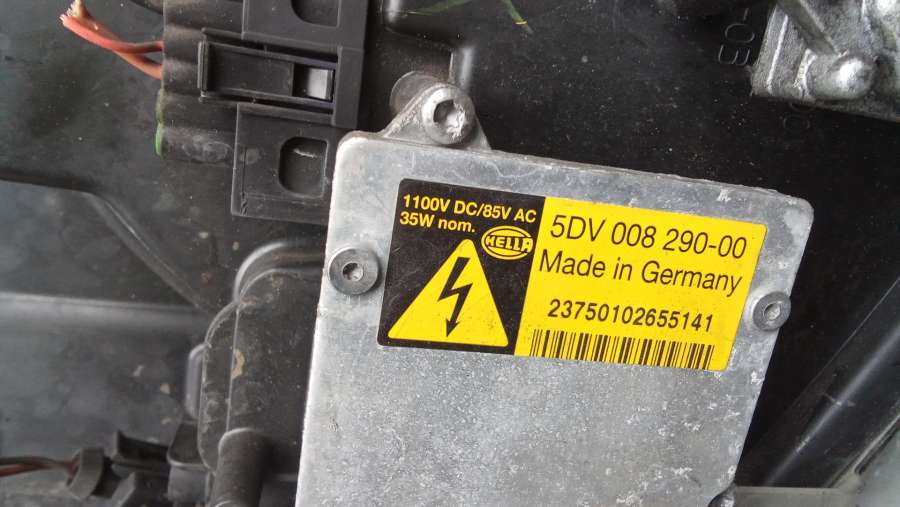 1100V DC/85V AC
35W nom.
HELLA
5DV 008 290-00
Made in Germany
23750102655141